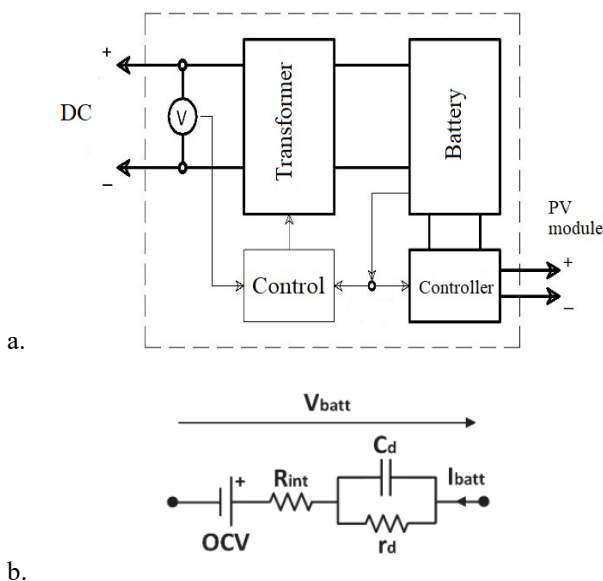 +
DC
V
−
Transformer
Battery
Control
Controller
PV
module
+
−
a.
Vbatt
Cd
+
Rint
Ibatt
OCV
rd
b.